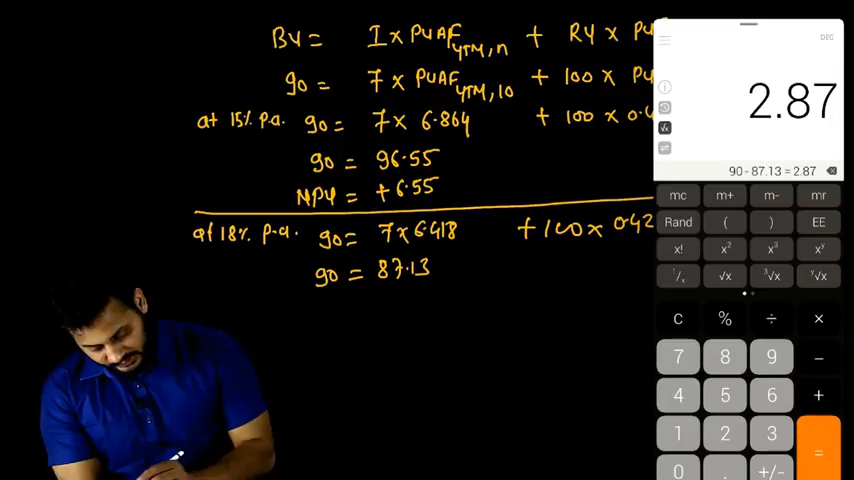 BV = I x PVAF YTM,n + RV x PV
90 = 7 x PVAF YTM,10 + 100 x PV
at 15% p.a. 90 = 7 x 6.864 + 100 x 0.4
90 = 96.55
NPV = + 6.55
at 18% p.a. 90 = 7 x 6.418 + 100 x 0.42
90 = 87.13
DEC
2.87
90 - 87.13 = 2.87
mc m+ m- mr
Rand ( ) EE
x! x² x³ xʸ
¹/x √x ³√x ʸ√x
C % ÷ ×
7 8 9 −
4 5 6 +
1 2 3 =
0 . +/-